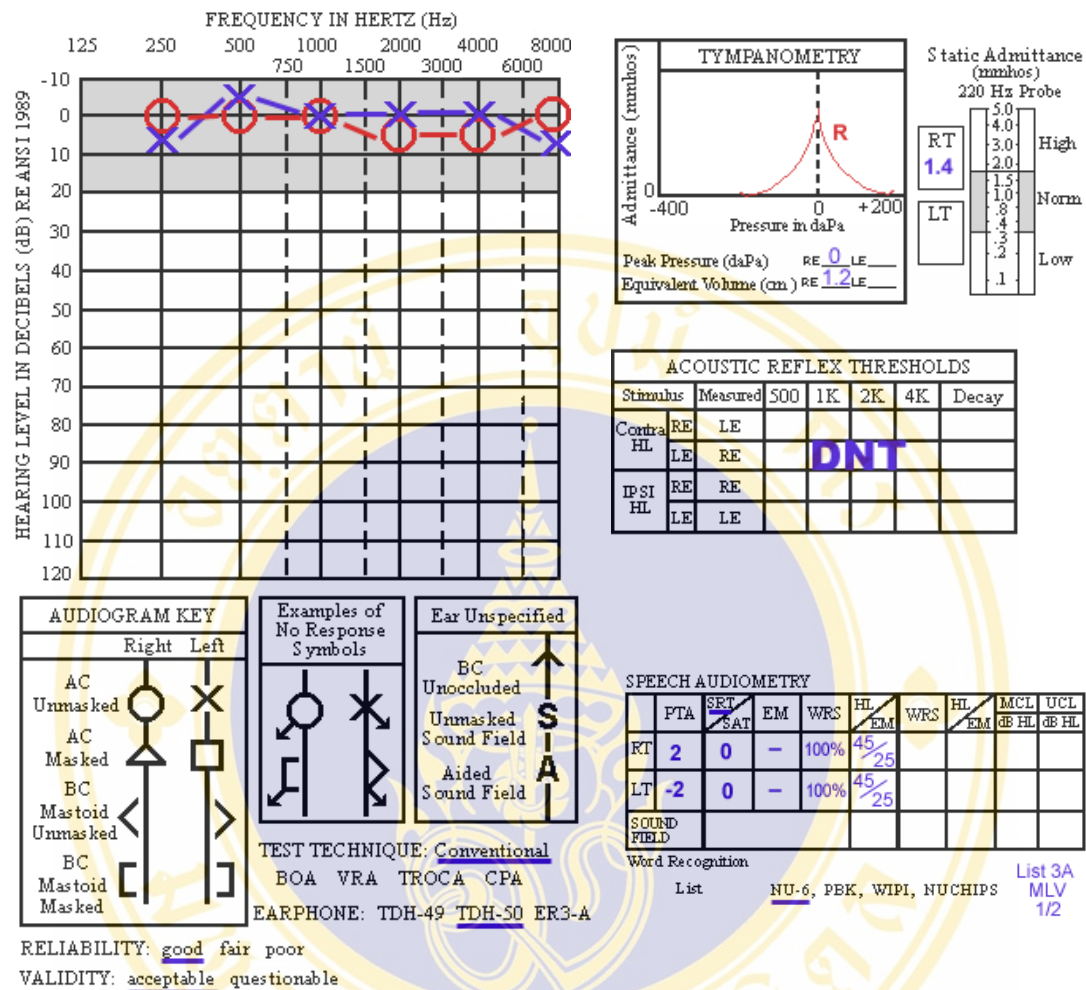 FREQUENCY IN HERTZ (Hz)
125 250 500 1000 2000 4000 8000
750 1500 3000 6000
HEARING LEVEL IN DECIBELS (dB) RE ANSI 1989
-10
0
10
20
30
40
50
60
70
80
90
100
110
120
TYMPANOMETRY
Admittance (mmhos)
R
0
-400 0 +200
Pressure in daPa
Peak Pressure (daPa) RE 0 LE
Equivalent Volume (cm ) RE 1.2 LE
Static Admittance
(mmhos)
220 Hz Probe
RT
1.4
LT
5.0
4.0
3.0
2.0
1.5
1.0
.8
.4
.3
.2
.1
High
Norm
Low
ACOUSTIC REFLEX THRESHOLDS
Stimulus Measured 500 1K 2K 4K Decay
Contra HL RE LE
LE RE
DNT
IPSI HL RE RE
LE LE
AUDIOGRAM KEY
Right Left
AC
Unmasked
AC
Masked
BC
Mastoid
Unmasked
BC
Mastoid
Masked
Examples of
No Response
Symbols
Ear Unspecified
BC
Unoccluded
Unmasked
Sound Field
S
Aided
Sound Field
A
TEST TECHNIQUE: Conventional
BOA VRA TROCA CPA
EARPHONE: TDH-49 TDH-50 ER3-A
RELIABILITY: good fair poor
VALIDITY: acceptable questionable
SPEECH AUDIOMETRY
PTA SRT/SAT EM WRS HL/EM WRS HL/EM MCL dB HL UCL dB HL
RT 2 0 – 100% 45/25
LT -2 0 – 100% 45/25
SOUND FIELD
Word Recognition
List NU-6, PBK, WIPI, NUCHIPS
List 3A
MLV
1/2